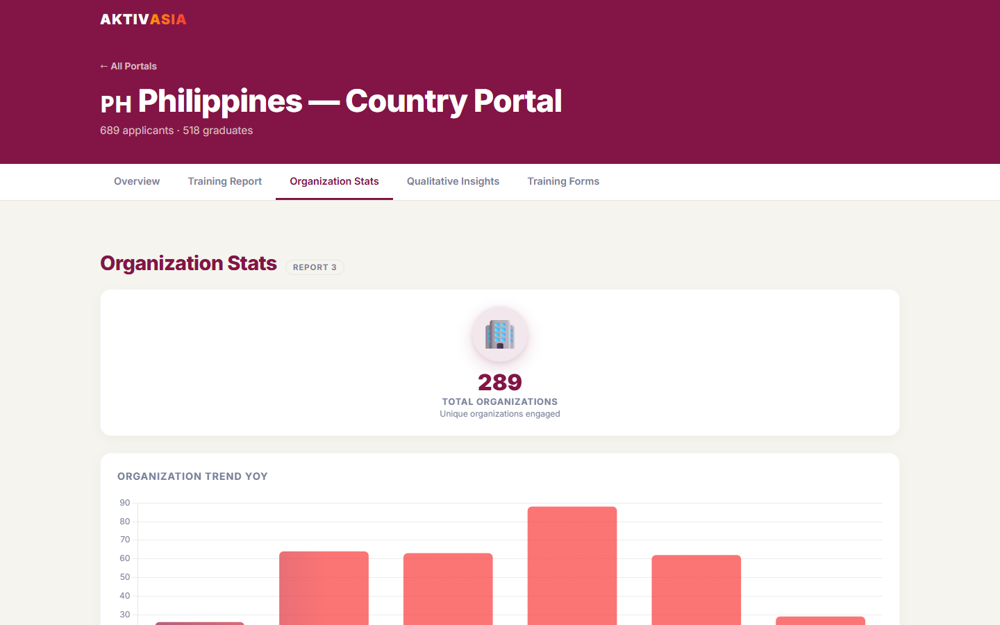 AKTIVASIA
← All Portals
PH Philippines — Country Portal
689 applicants · 518 graduates
Overview Training Report Organization Stats Qualitative Insights Training Forms
Organization Stats REPORT 3
289
TOTAL ORGANIZATIONS
Unique organizations engaged
ORGANIZATION TREND YOY
90
80
70
60
50
40
30